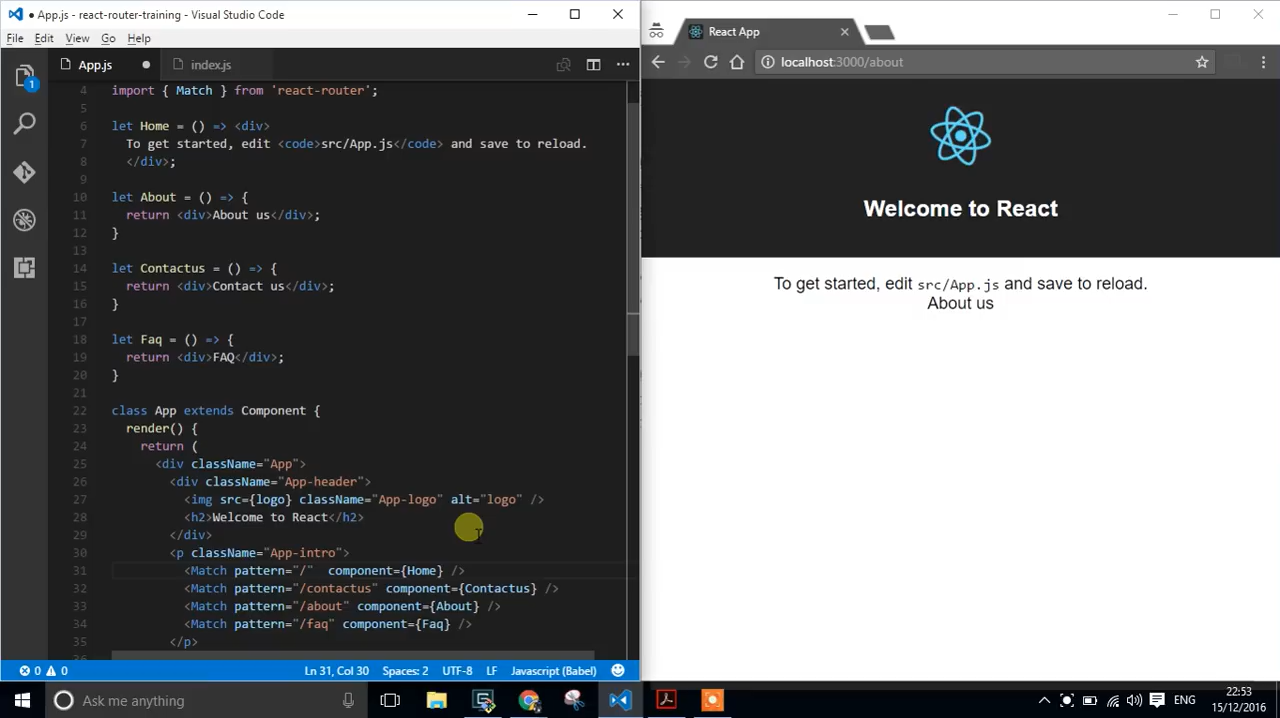 ● App.js - react-router-training - Visual Studio Code
File Edit View Go Help
App.js ● index.js
1
4 import { Match } from 'react-router';
5
6 let Home = () => <div>
7 To get started, edit <code>src/App.js</code> and save to reload.
8 </div>;
9
10 let About = () => {
11 return <div>About us</div>;
12 }
13
14 let Contactus = () => {
15 return <div>Contact us</div>;
16 }
17
18 let Faq = () => {
19 return <div>FAQ</div>;
20 }
21
22 class App extends Component {
23 render() {
24 return (
25 <div className="App">
26 <div className="App-header">
27 <img src={logo} className="App-logo" alt="logo" />
28 <h2>Welcome to React</h2>
29 </div>
30 <p className="App-intro">
31 <Match pattern="/"  component={Home} />
32 <Match pattern="/contactus" component={Contactus} />
33 <Match pattern="/about" component={About} />
34 <Match pattern="/faq" component={Faq} />
35 </p>
0 0 Ln 31, Col 30 Spaces: 2 UTF-8 LF Javascript (Babel)
React App
localhost:3000/about
Welcome to React
To get started, edit src/App.js and save to reload.
About us
Ask me anything
ENG
22:53
15/12/2016